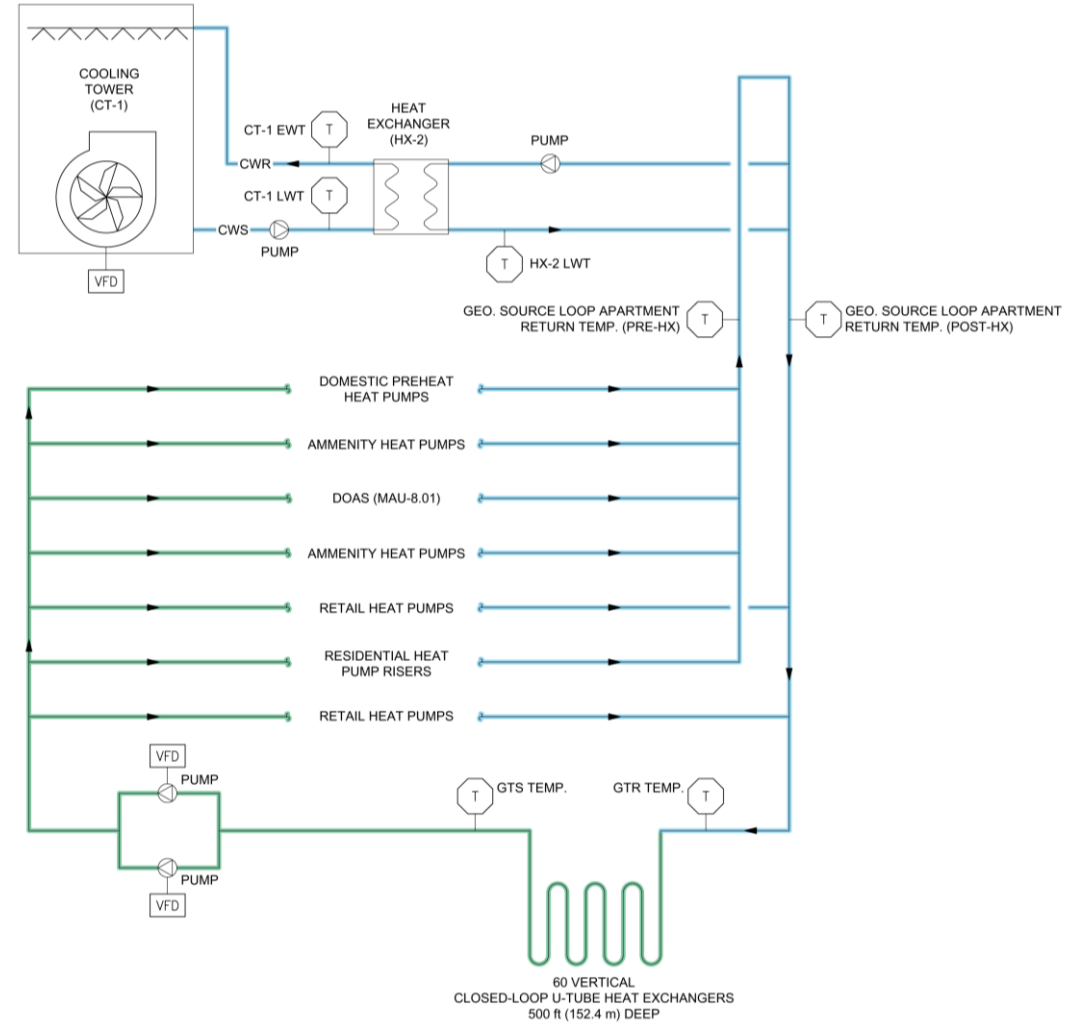 COOLING
TOWER
(CT-1)
VFD
CT-1 EWT
T
HEAT
EXCHANGER
(HX-2)
PUMP
CWR
CT-1 LWT
T
CWS
PUMP
T
HX-2 LWT
GEO. SOURCE LOOP APARTMENT
RETURN TEMP. (PRE-HX)
T
T
GEO. SOURCE LOOP APARTMENT
RETURN TEMP. (POST-HX)
DOMESTIC PREHEAT
HEAT PUMPS
AMMENITY HEAT PUMPS
DOAS (MAU-8.01)
AMMENITY HEAT PUMPS
RETAIL HEAT PUMPS
RESIDENTIAL HEAT
PUMP RISERS
RETAIL HEAT PUMPS
VFD
PUMP
T
GTS TEMP.
GTR TEMP.
T
PUMP
VFD
60 VERTICAL
CLOSED-LOOP U-TUBE HEAT EXCHANGERS
500 ft (152.4 m) DEEP